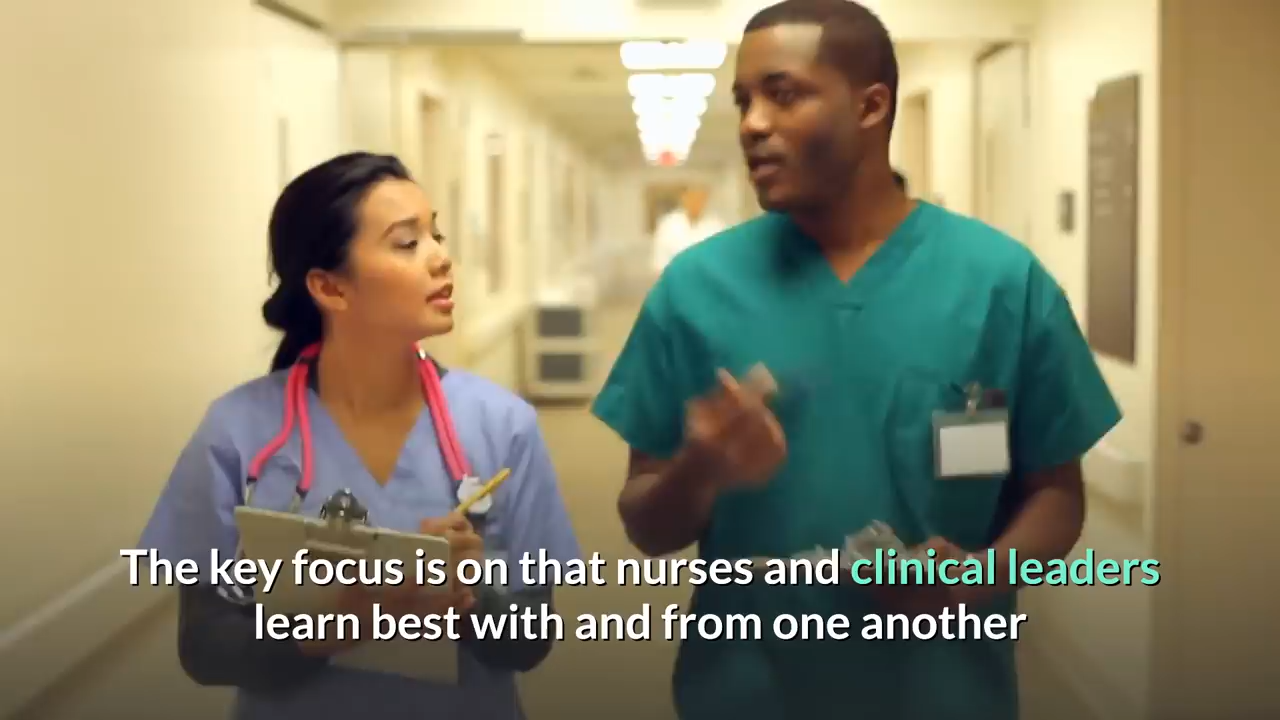 The key focus is on that nurses and clinical leaders
learn best with and from one another